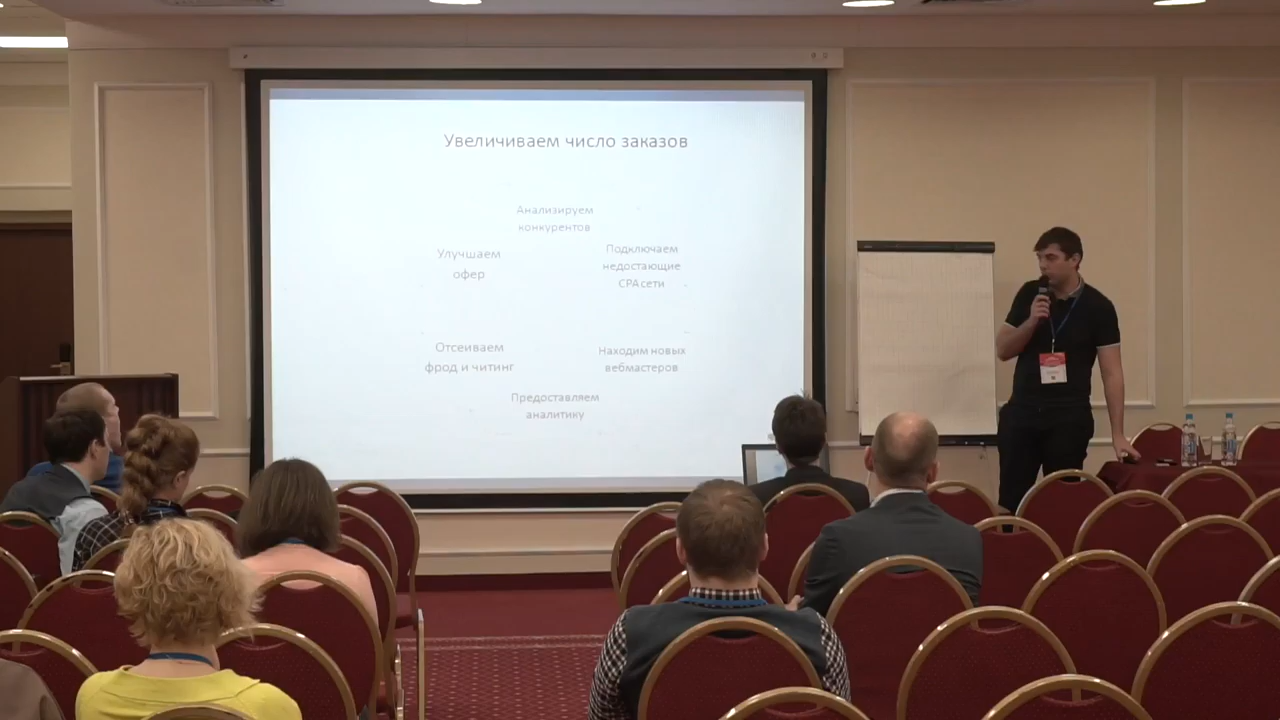 Увеличиваем число заказов
Анализируем
конкурентов
Улучшаем
офер
Подключаем
недостающие
CPA сети
Отсеиваем
фрод и читинг
Находим новых
вебмастеров
Предоставляем
аналитику